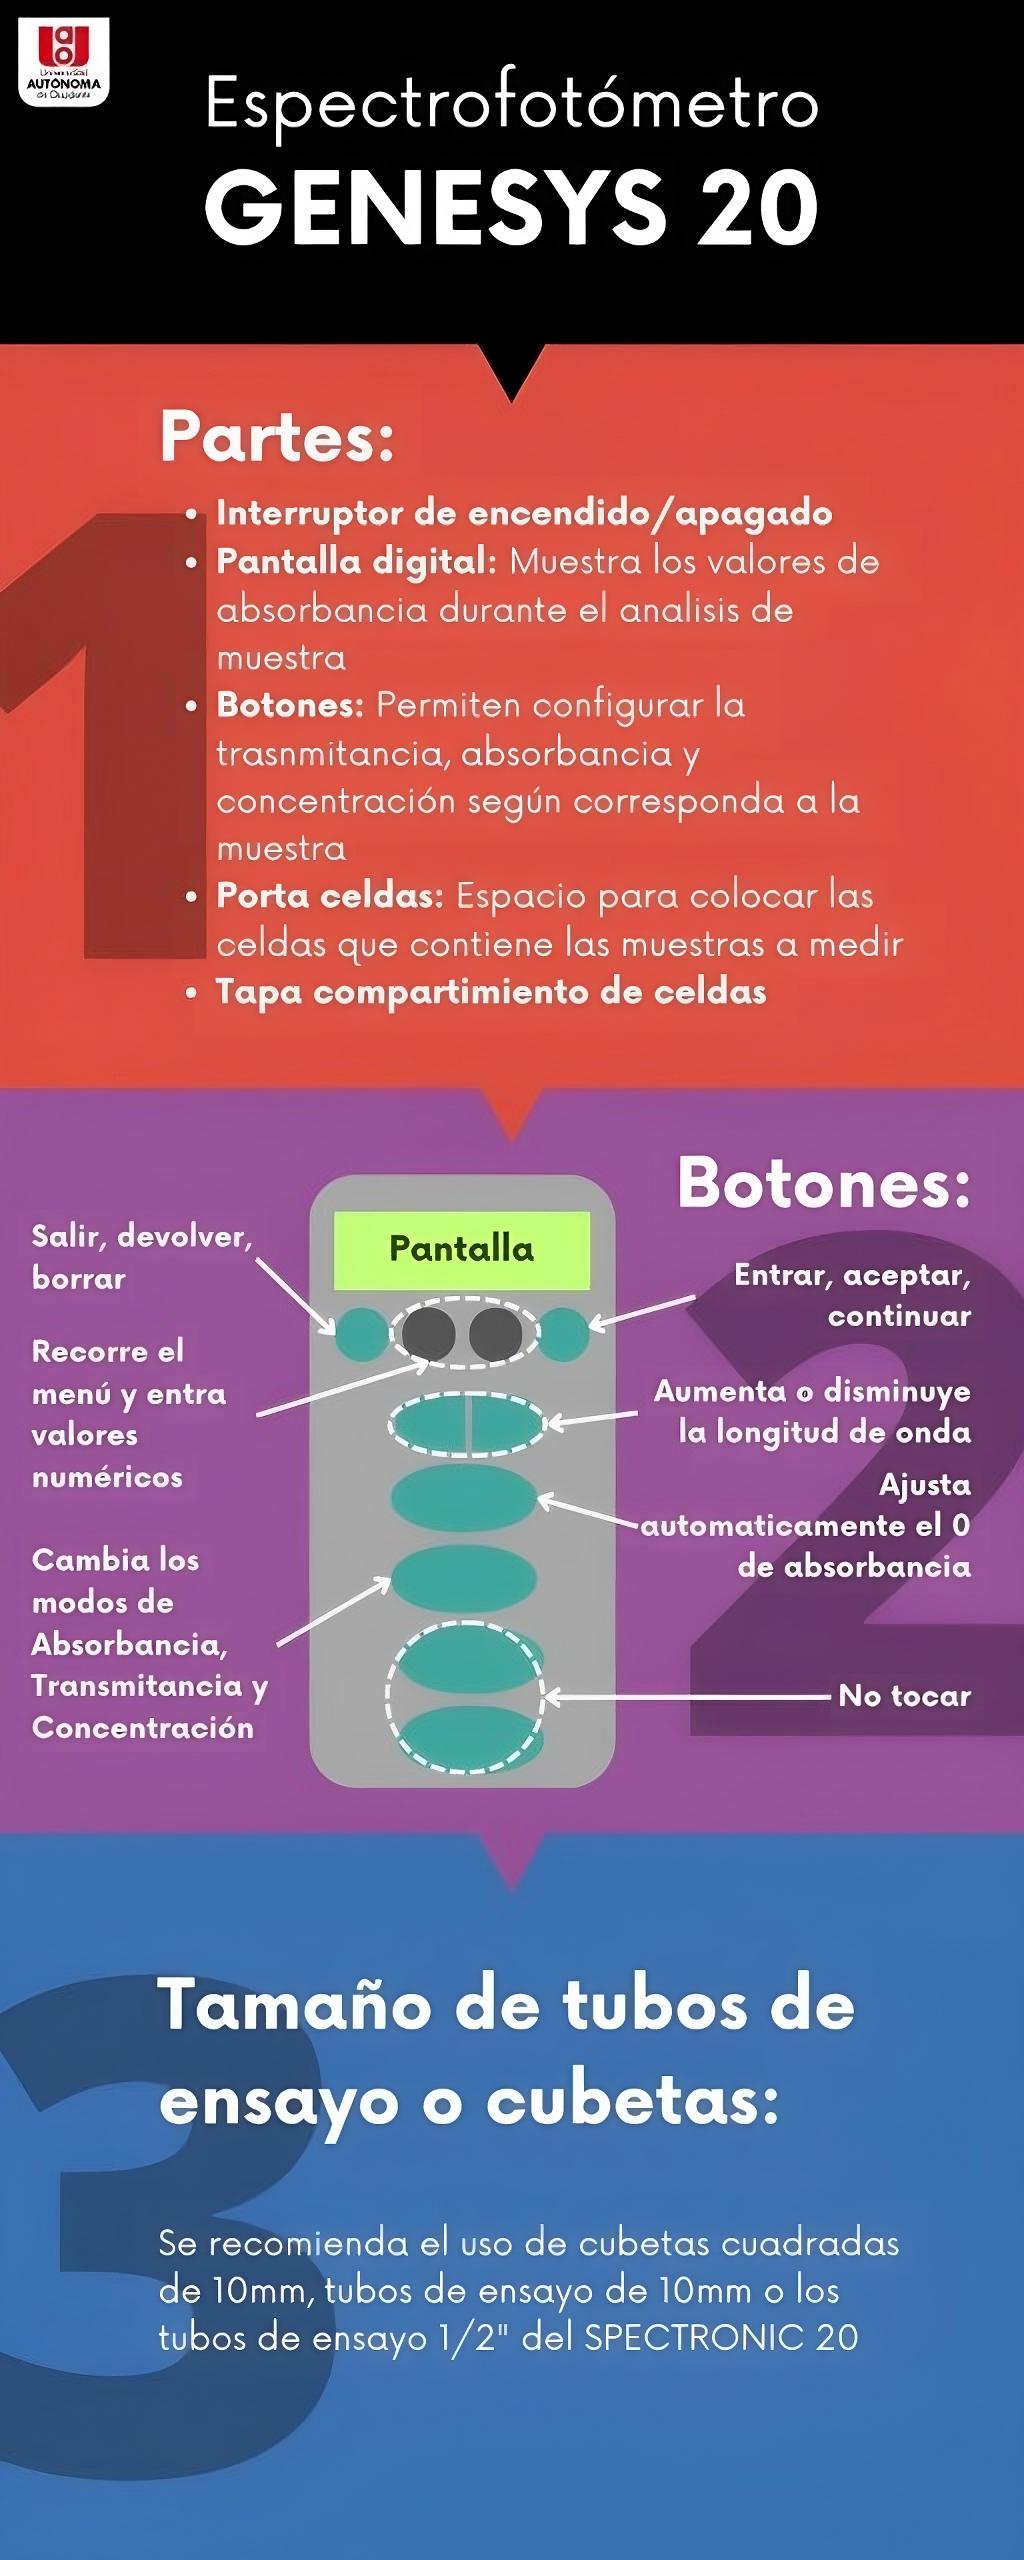 AUTÓNOMA
Espectrofotómetro
GENESYS 20
1
Partes:
• Interruptor de encendido/apagado
• Pantalla digital: Muestra los valores de
absorbancia durante el analisis de
muestra
• Botones: Permiten configurar la
trasnmitancia, absorbancia y
concentración según corresponda a la
muestra
• Porta celdas: Espacio para colocar las
celdas que contiene las muestras a medir
• Tapa compartimiento de celdas
2
Botones:
Pantalla
Salir, devolver,
borrar
Recorre el
menú y entra
valores
numéricos
Cambia los
modos de
Absorbancia,
Transmitancia y
Concentración
Entrar, aceptar,
continuar
Aumenta o disminuye
la longitud de onda
Ajusta
automaticamente el 0
de absorbancia
No tocar
3
Tamaño de tubos de
ensayo o cubetas:
Se recomienda el uso de cubetas cuadradas
de 10mm, tubos de ensayo de 10mm o los
tubos de ensayo 1/2" del SPECTRONIC 20